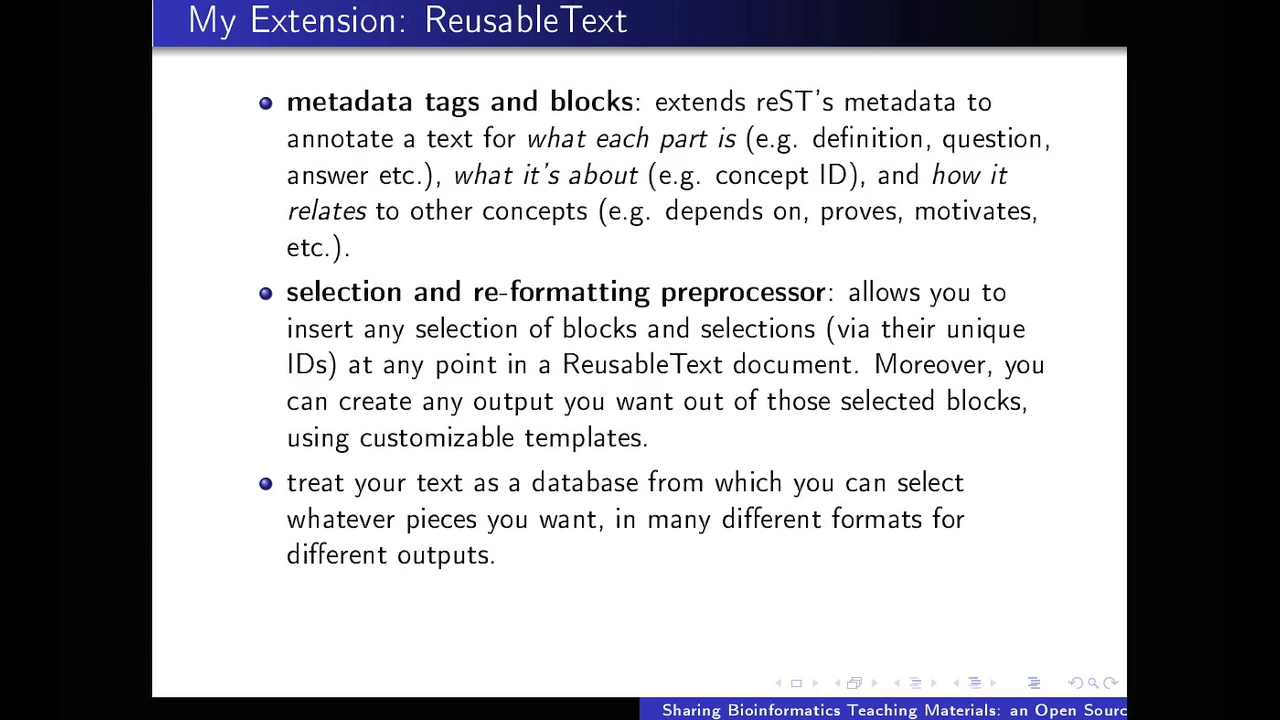 My Extension: ReusableText
metadata tags and blocks: extends reST's metadata to
annotate a text for what each part is (e.g. definition, question,
answer etc.), what it's about (e.g. concept ID), and how it
relates to other concepts (e.g. depends on, proves, motivates,
etc.).
selection and re-formatting preprocessor: allows you to
insert any selection of blocks and selections (via their unique
IDs) at any point in a ReusableText document. Moreover, you
can create any output you want out of those selected blocks,
using customizable templates.
treat your text as a database from which you can select
whatever pieces you want, in many different formats for
different outputs.
Sharing Bioinformatics Teaching Materials: an Open Sourc